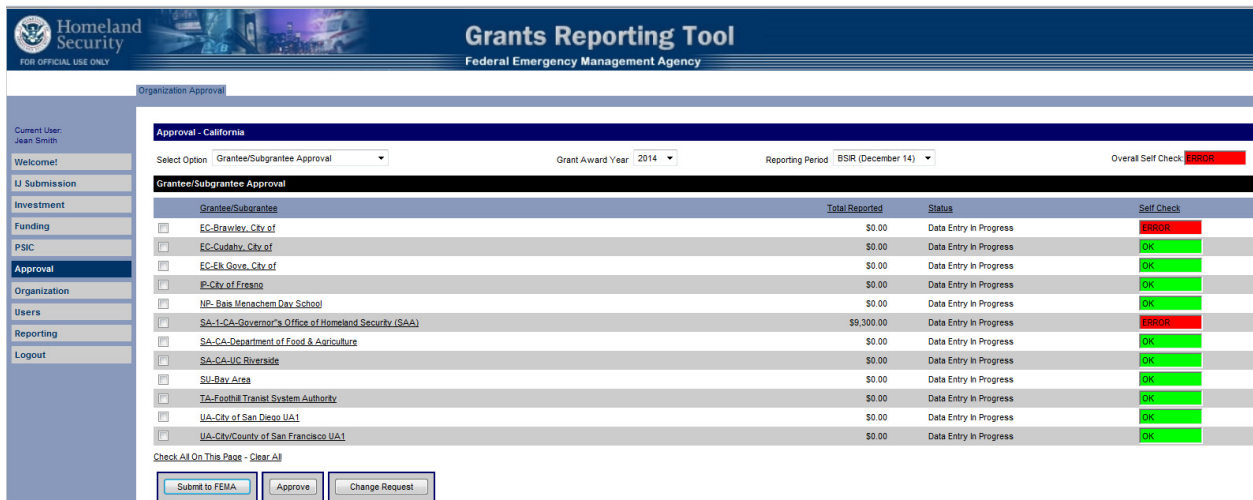 Homeland
Security
FOR OFFICIAL USE ONLY
Grants Reporting Tool
Federal Emergency Management Agency
Organization Approval
Current User:
Jean Smith
Welcome!
IJ Submission
Investment
Funding
PSIC
Approval
Organization
Users
Reporting
Logout
Approval - California
Select Option Grantee/Subgrantee Approval Grant Award Year 2014 Reporting Period BSIR (December 14) Overall Self Check: ERROR
Grantee/Subgrantee Approval
Grantee/Subgrantee Total Reported Status Self Check
EC-Brawley, City of $0.00 Data Entry In Progress ERROR
EC-Cudahy, City of $0.00 Data Entry In Progress OK
EC-Elk Gove, City of $0.00 Data Entry In Progress OK
IP-City of Fresno $0.00 Data Entry In Progress OK
NP- Bais Menachem Day School $0.00 Data Entry In Progress OK
SA-1-CA-Governor"s Office of Homeland Security (SAA) $9,300.00 Data Entry In Progress ERROR
SA-CA-Department of Food & Agriculture $0.00 Data Entry In Progress OK
SA-CA-UC Riverside $0.00 Data Entry In Progress OK
SU-Bay Area $0.00 Data Entry In Progress OK
TA-Foothill Tranist System Authority $0.00 Data Entry In Progress OK
UA-City of San Diego UA1 $0.00 Data Entry In Progress OK
UA-City/County of San Francisco UA1 $0.00 Data Entry In Progress OK
Check All On This Page - Clear All
Submit to FEMA Approve Change Request